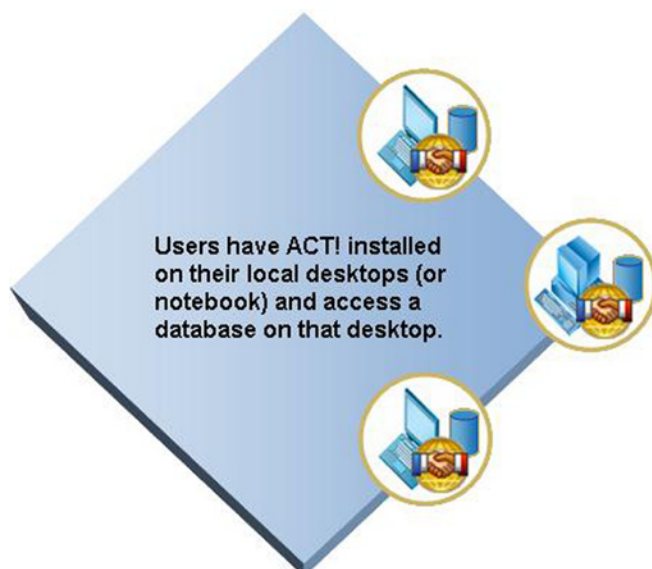 Users have ACT! installed
on their local desktops (or
notebook) and access a
database on that desktop.